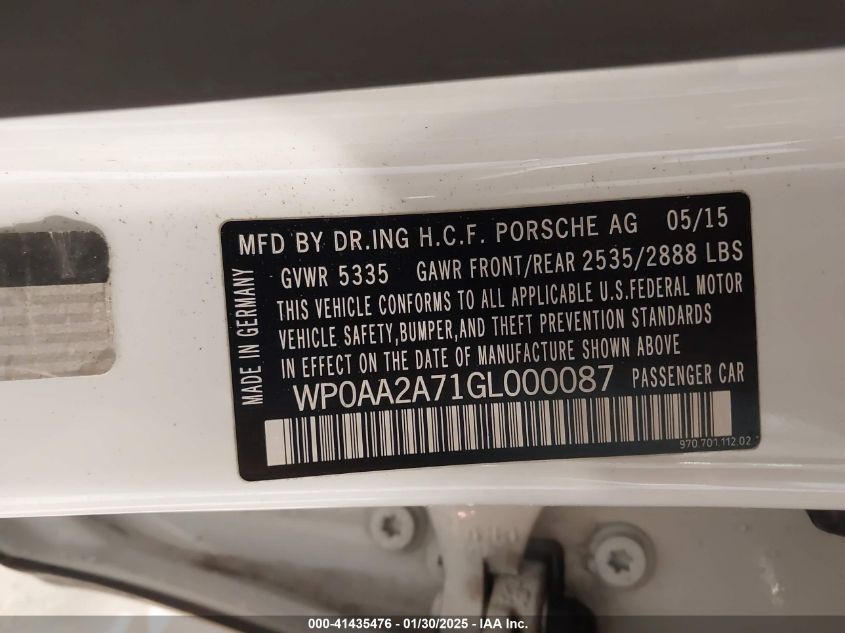 MFD BY DR.ING H.C.F. PORSCHE AG 05/15
GVWR 5335 GAWR FRONT/REAR 2535/2888 LBS
THIS VEHICLE CONFORMS TO ALL APPLICABLE U.S.FEDERAL MOTOR
VEHICLE SAFETY,BUMPER,AND THEFT PREVENTION STANDARDS
IN EFFECT ON THE DATE OF MANUFACTURE SHOWN ABOVE
WP0AA2A71GL000087 PASSENGER CAR
MADE IN GERMANY
970.701.112.02
000-41435476 - 01/30/2025 - IAA Inc.